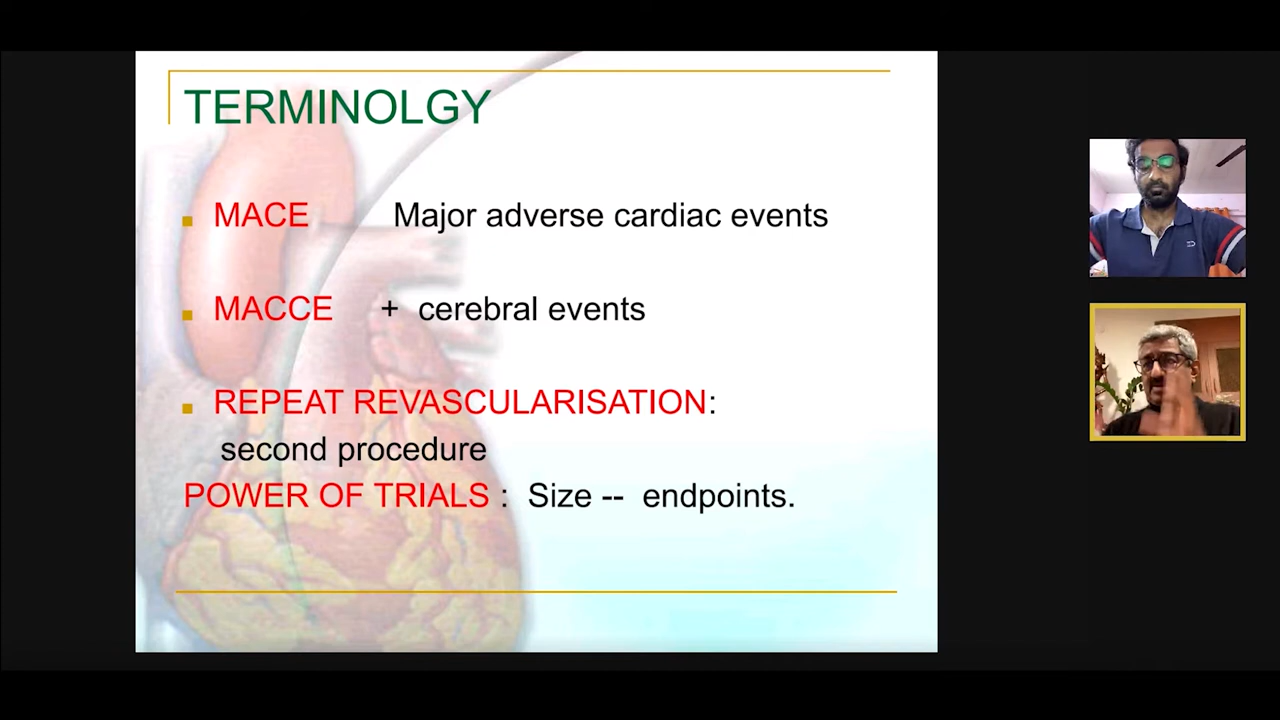 TERMINOLGY
MACE Major adverse cardiac events
MACCE + cerebral events
REPEAT REVASCULARISATION:
second procedure
POWER OF TRIALS : Size -- endpoints.